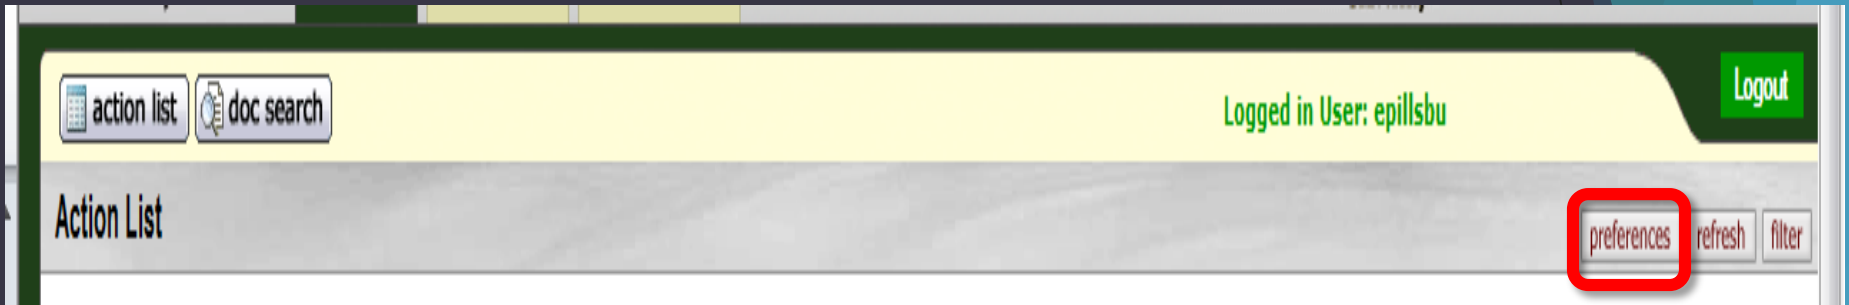 action list doc search
Logged in User: epillsbu
Logout
Action List
preferences refresh filter